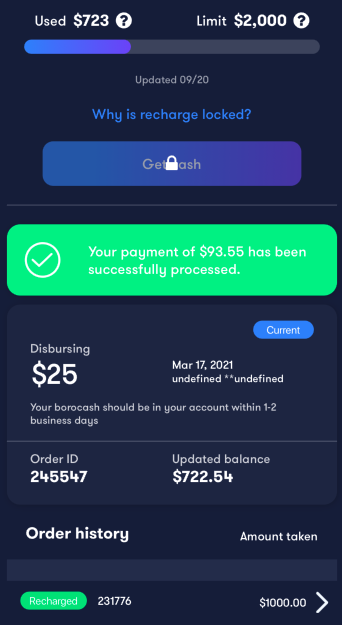 Used $723 ? Limit $2,000 ?
Updated 09/20
Why is recharge locked?
Get Cash
Your payment of $93.55 has been
successfully processed.
Current
Disbursing
$25
Mar 17, 2021
undefined **undefined
Your borocash should be in your account within 1-2
business days
Order ID Updated balance
245547 $722.54
Order history Amount taken
Recharged 231776 $1000.00